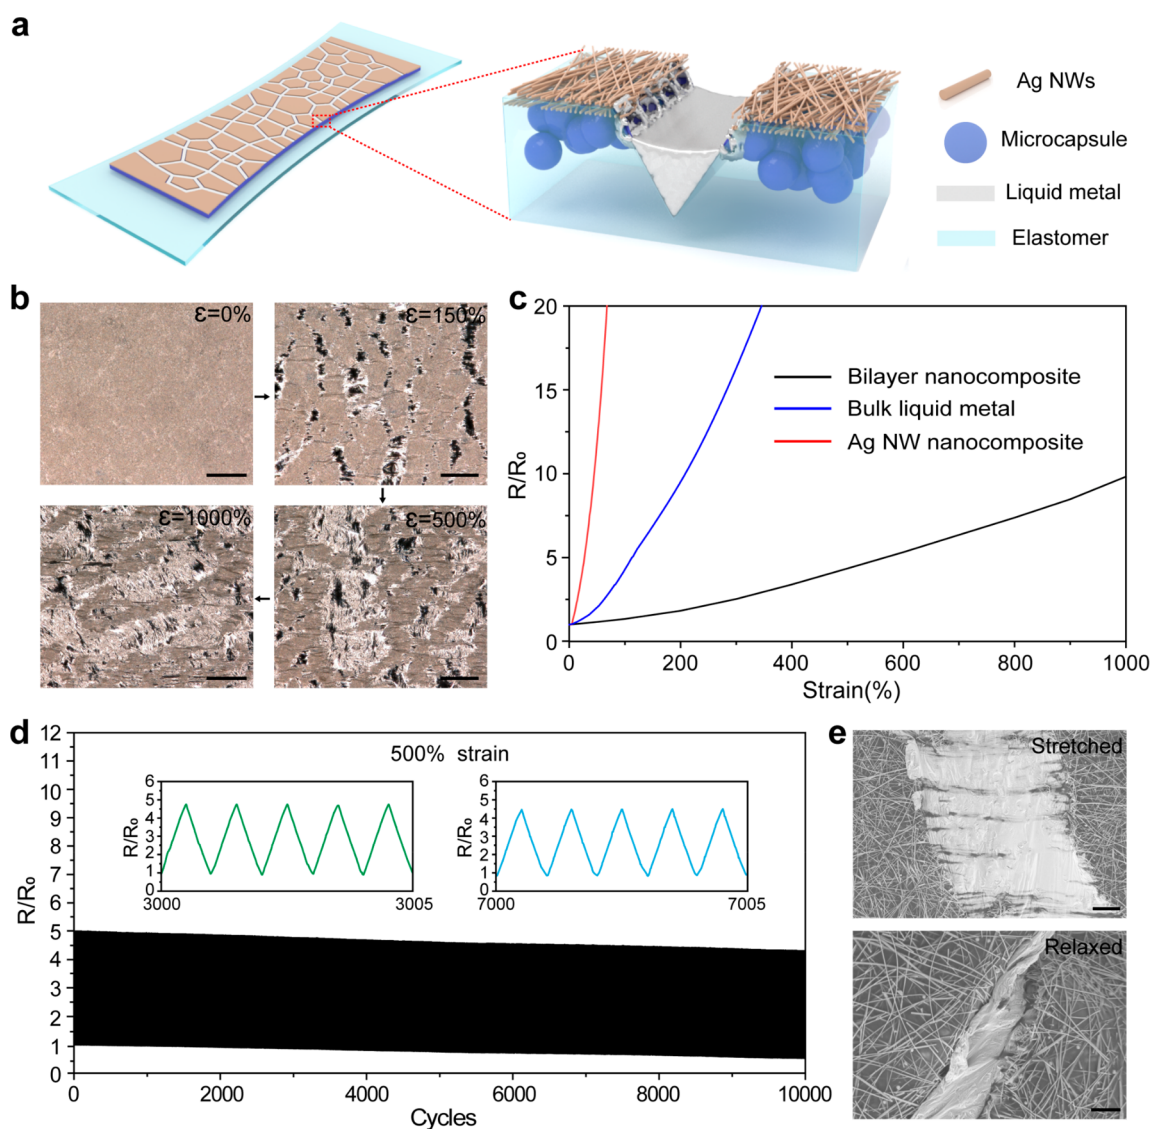 a
Ag NWs
Microcapsule
Liquid metal
Elastomer
b
ε=0%
ε=150%
ε=1000%
ε=500%
c
20
15
10
5
0
R/R₀
Bilayer nanocomposite
Bulk liquid metal
Ag NW nanocomposite
0 200 400 600 800 1000
Strain(%)
d
12
11
10
9
8
7
6
5
4
3
2
1
0
R/R₀
500% strain
6
5
4
3
2
1
0
R/R₀
3000 3005
6
5
4
3
2
1
0
R/R₀
7000 7005
0 2000 4000 6000 8000 10000
Cycles
e
Stretched
Relaxed